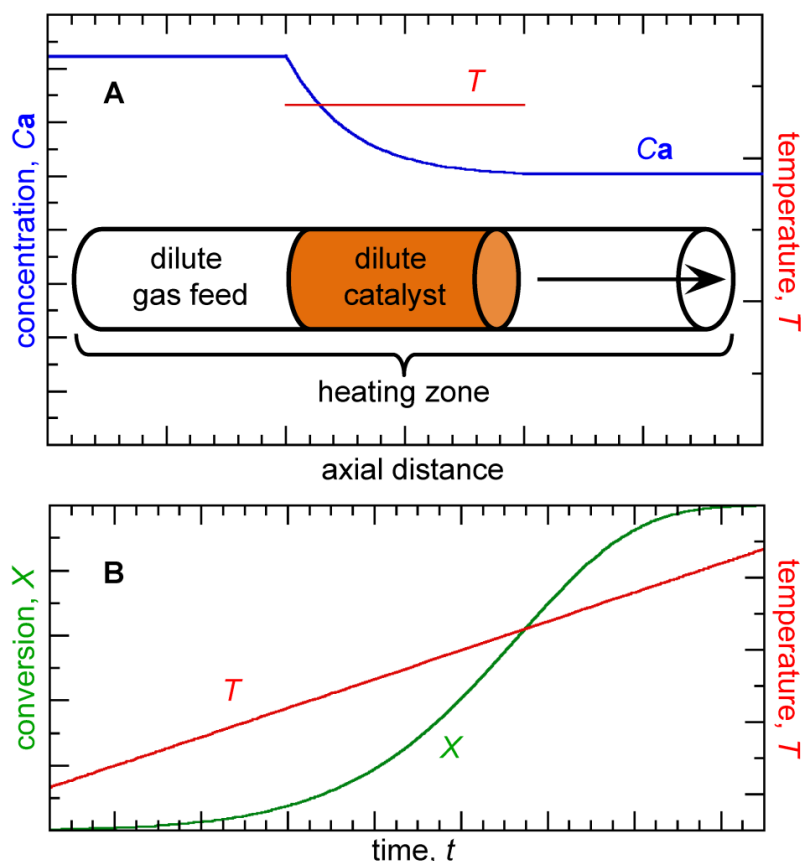 A
T
Ca
concentration, Ca
temperature, T
dilute
gas feed
dilute
catalyst
heating zone
axial distance
B
T
X
conversion, X
temperature, T
time, t